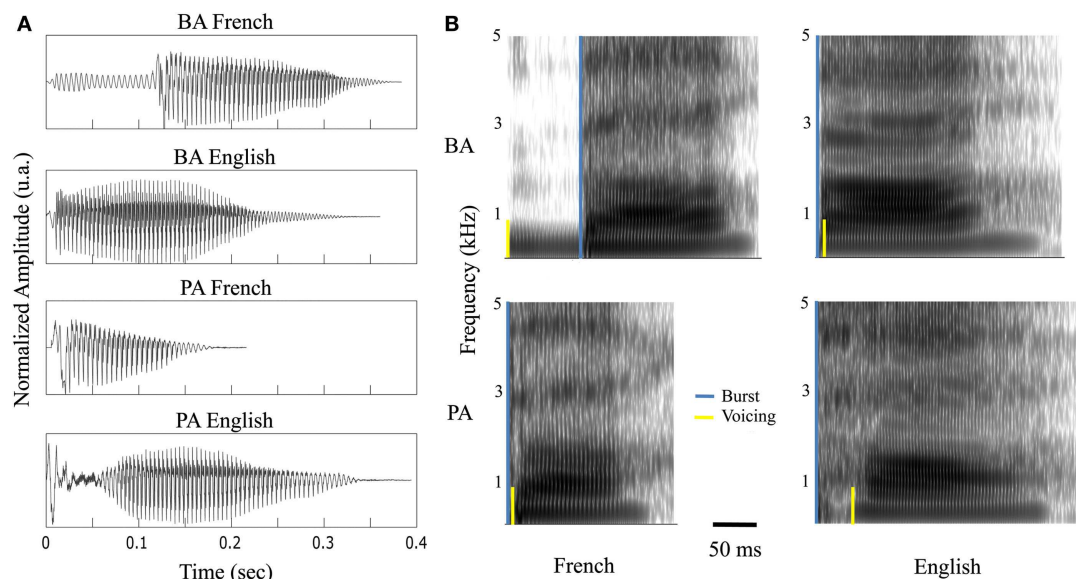 A
BA French
BA English
PA French
PA English
Normalized Amplitude (u.a.)
0 0.1 0.2 0.3 0.4
Time (sec)
B
Frequency (kHz)
BA
5
3
1
5
3
1
PA
5
3
1
5
3
1
Burst
Voicing
50 ms
French
English